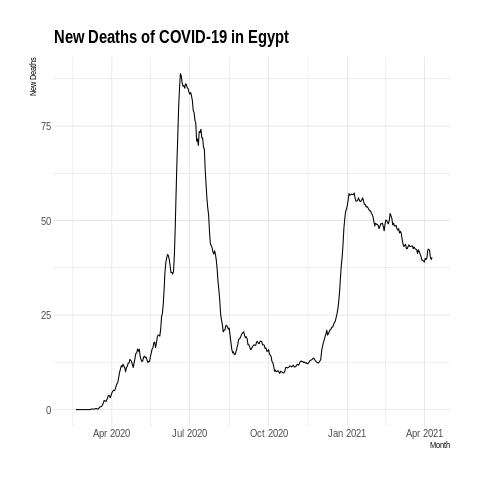 New Deaths of COVID-19 in Egypt
New Deaths
75
50
25
0
Apr 2020 Jul 2020 Oct 2020 Jan 2021 Apr 2021
Month